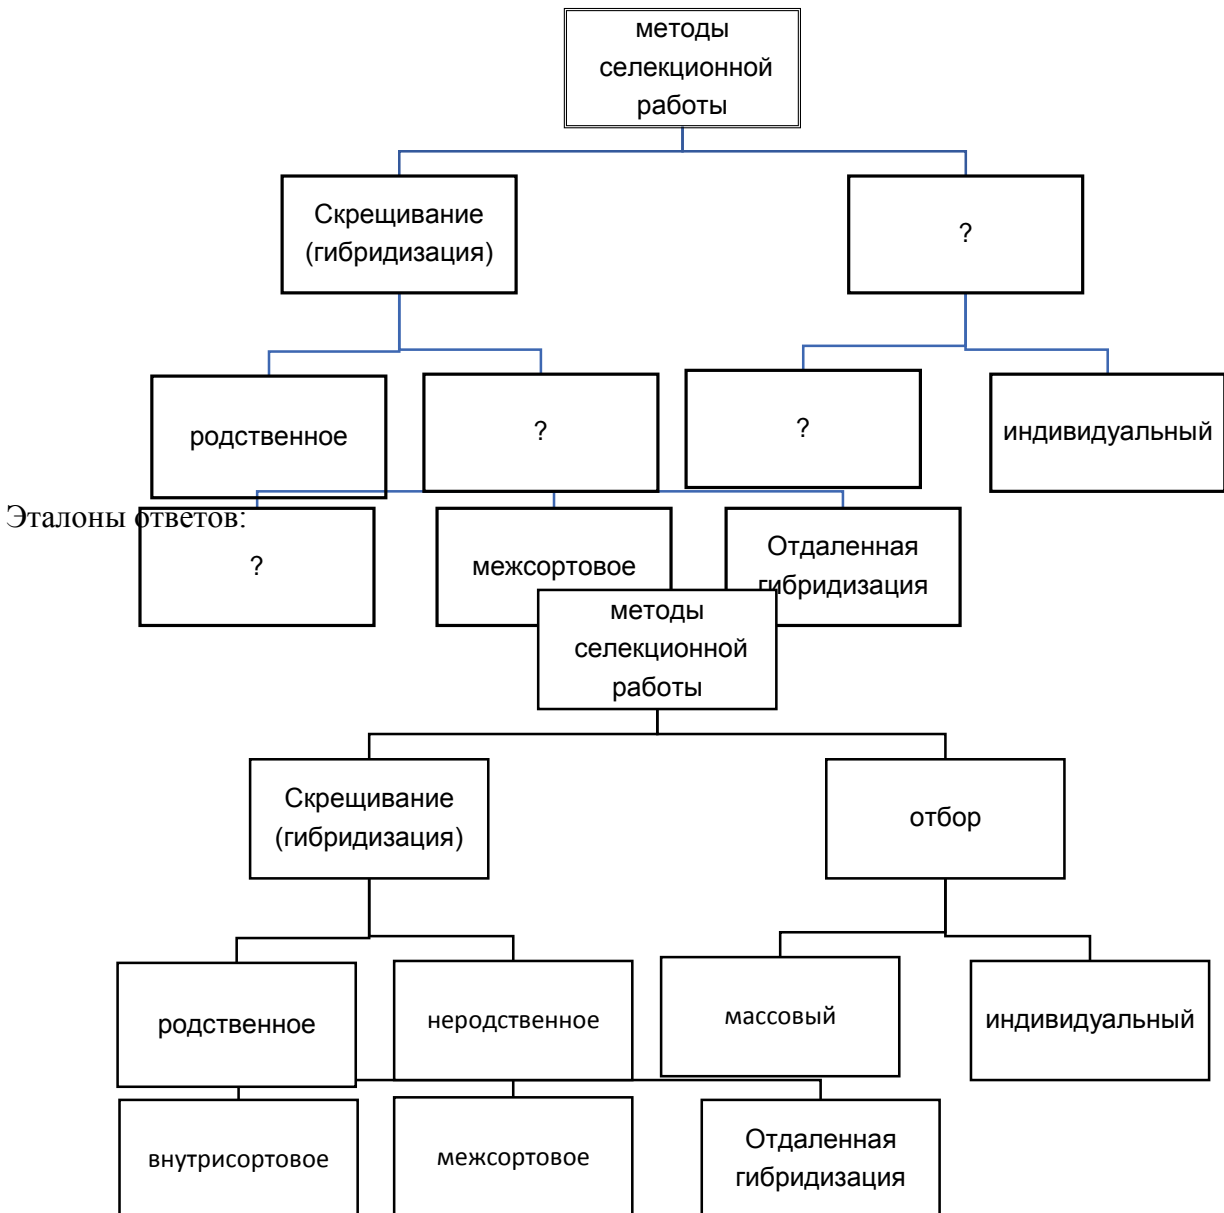 методы
селекционной
работы
Скрещивание
(гибридизация)
?
родственное
?
?
индивидуальный
Эталоны ответов:
?
межсортовое
Отдаленная
гибридизация
методы
селекционной
работы
Скрещивание
(гибридизация)
отбор
родственное
неродственное
массовый
индивидуальный
внутрисортовое
межсортовое
Отдаленная
гибридизация